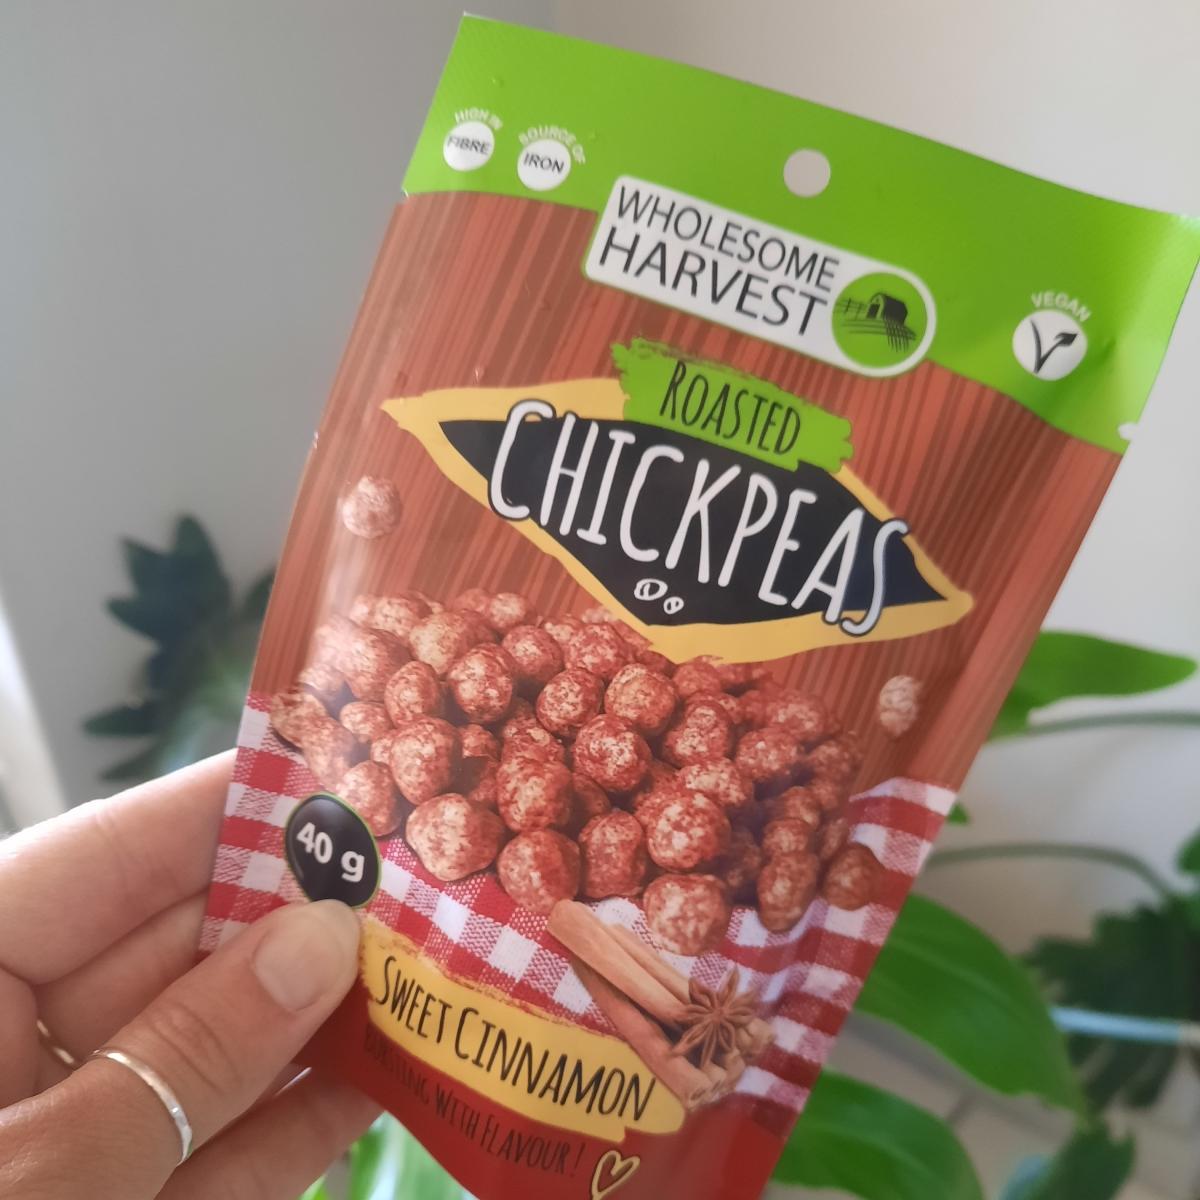 HIGH IN
FIBRE
SOURCE OF
IRON
WHOLESOME
HARVEST
VEGAN
ROASTED
CHICKPEAS
40 g
SWEET CINNAMON
BURSTING WITH FLAVOUR!